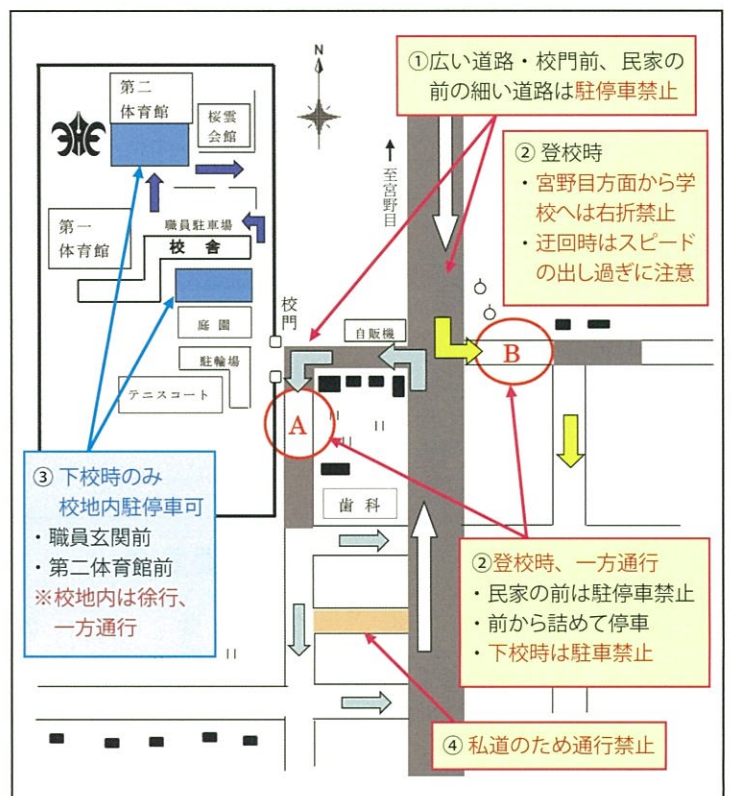 ①広い道路・校門前、民家の
前の細い道路は駐停車禁止
② 登校時
・宮野目方面から学
校へは右折禁止
・迂回時はスピード
の出し過ぎに注意
N
至宮野目
第二
体育館
桜雲
会館
職員駐車場
第一
体育館
校舎
庭園
駐輪場
テニスコート
校門
自販機
A
B
歯科
③ 下校時のみ
校地内駐停車可
・職員玄関前
・第二体育館前
※校地内は徐行、
一方通行
②登校時、一方通行
・民家の前は駐停車禁止
・前から詰めて停車
・下校時は駐車禁止
④ 私道のため通行禁止